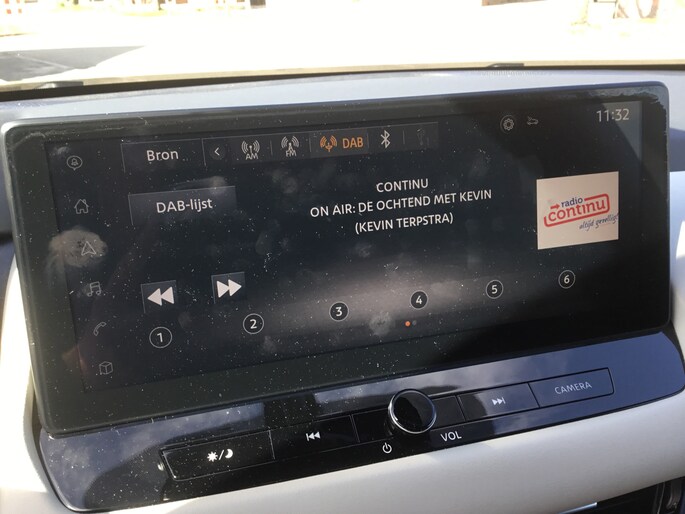 11:32
Bron
AM
FM
DAB
DAB-lijst
CONTINU
ON AIR: DE OCHTEND MET KEVIN
(KEVIN TERPSTRA)
radio
continu
altijd gezellig!
1
2
3
4
5
6
CAMERA
VOL